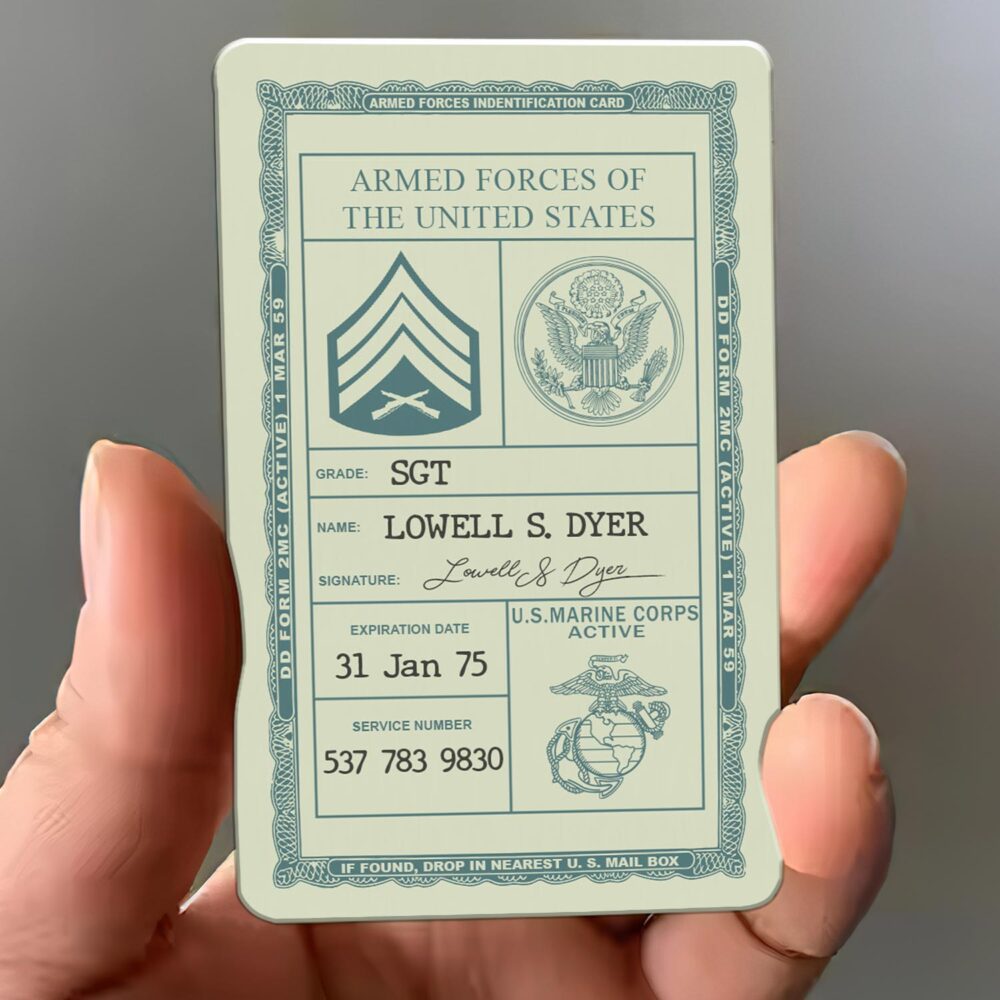 ARMED FORCES INDENTIFICATION CARD
ARMED FORCES OF
THE UNITED STATES
GRADE: SGT
NAME: LOWELL S. DYER
SIGNATURE: Lowell S Dyer
EXPIRATION DATE
31 Jan 75
SERVICE NUMBER
537 783 9830
U.S.MARINE CORPS
ACTIVE
DD FORM 2MC (ACTIVE) 1 MAR 59
DD FORM 2MC (ACTIVE) 1 MAR 59
IF FOUND, DROP IN NEAREST U. S. MAIL BOX